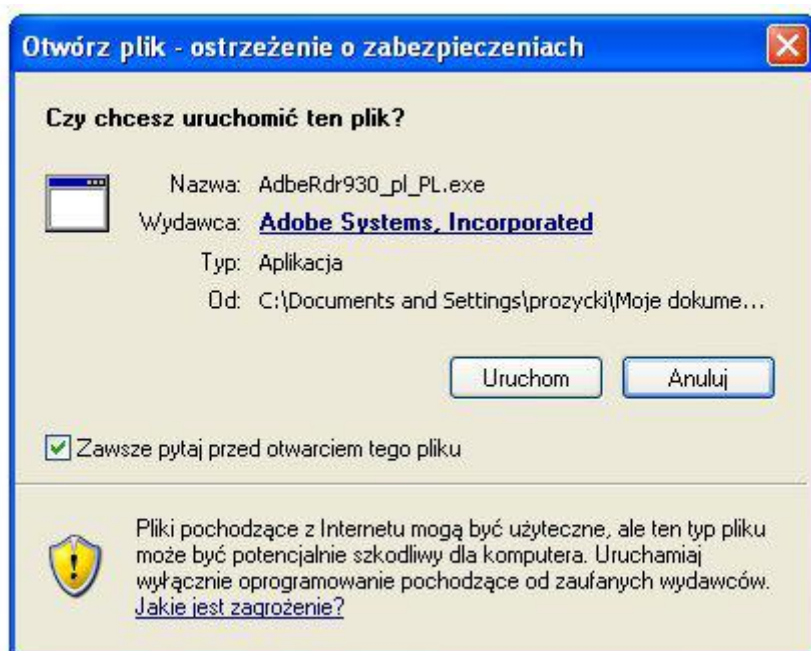 Otwórz plik - ostrzeżenie o zabezpieczeniach
Czy chcesz uruchomić ten plik?
Nazwa: AdbeRdr930_pl_PL.exe
Wydawca: Adobe Systems, Incorporated
Typ: Aplikacja
Od: C:\Documents and Settings\prozycki\Moje dokume...
Uruchom Anuluj
Zawsze pytaj przed otwarciem tego pliku
Pliki pochodzące z Internetu mogą być użyteczne, ale ten typ pliku
może być potencjalnie szkodliwy dla komputera. Uruchamiaj
wyłącznie oprogramowanie pochodzące od zaufanych wydawców.
Jakie jest zagrożenie?